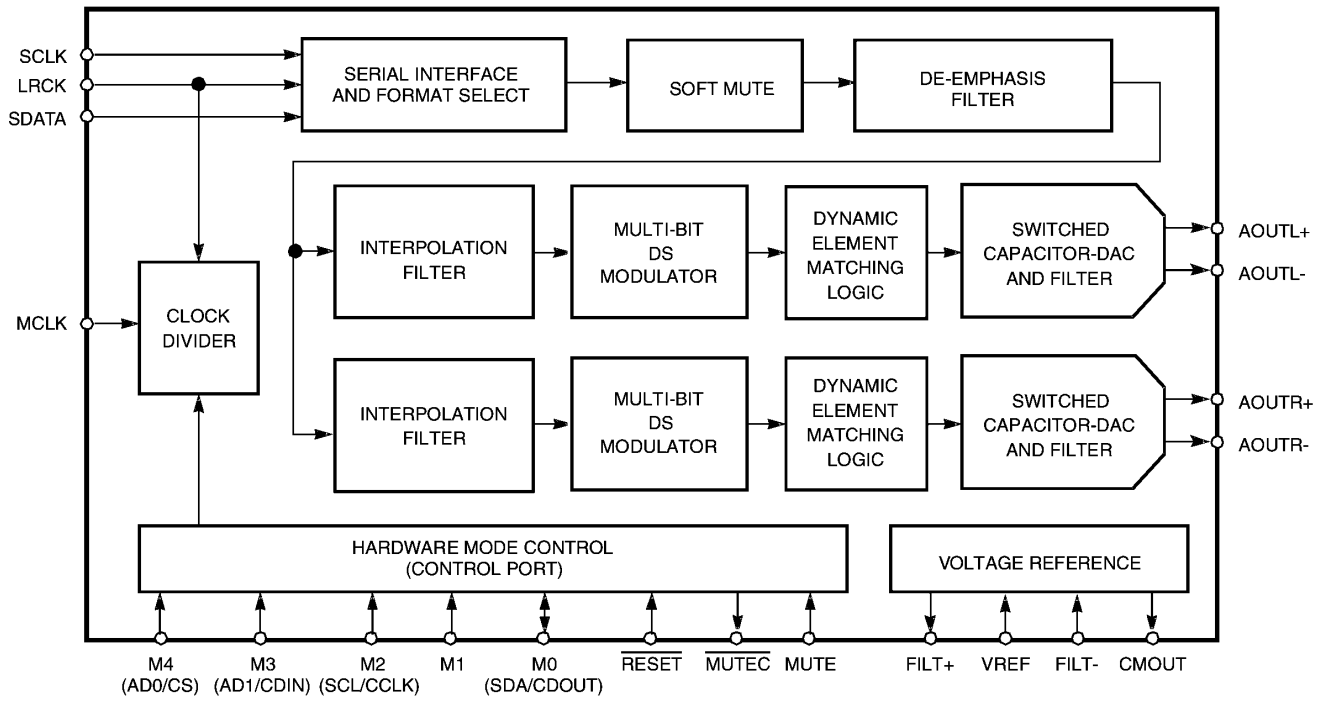 SCLK
LRCK
SDATA
SERIAL INTERFACE
AND FORMAT SELECT
SOFT MUTE
DE-EMPHASIS
FILTER
INTERPOLATION
FILTER
MULTI-BIT
DS
MODULATOR
DYNAMIC
ELEMENT
MATCHING
LOGIC
SWITCHED
CAPACITOR-DAC
AND FILTER
AOUTL+
AOUTL-
MCLK
CLOCK
DIVIDER
INTERPOLATION
FILTER
MULTI-BIT
DS
MODULATOR
DYNAMIC
ELEMENT
MATCHING
LOGIC
SWITCHED
CAPACITOR-DAC
AND FILTER
AOUTR+
AOUTR-
HARDWARE MODE CONTROL
(CONTROL PORT)
VOLTAGE REFERENCE
M4
(AD0/CS)
M3
(AD1/CDIN)
M2
(SCL/CCLK)
M1
M0
(SDA/CDOUT)
RESET
MUTEC
MUTE
FILT+
VREF
FILT-
CMOUT